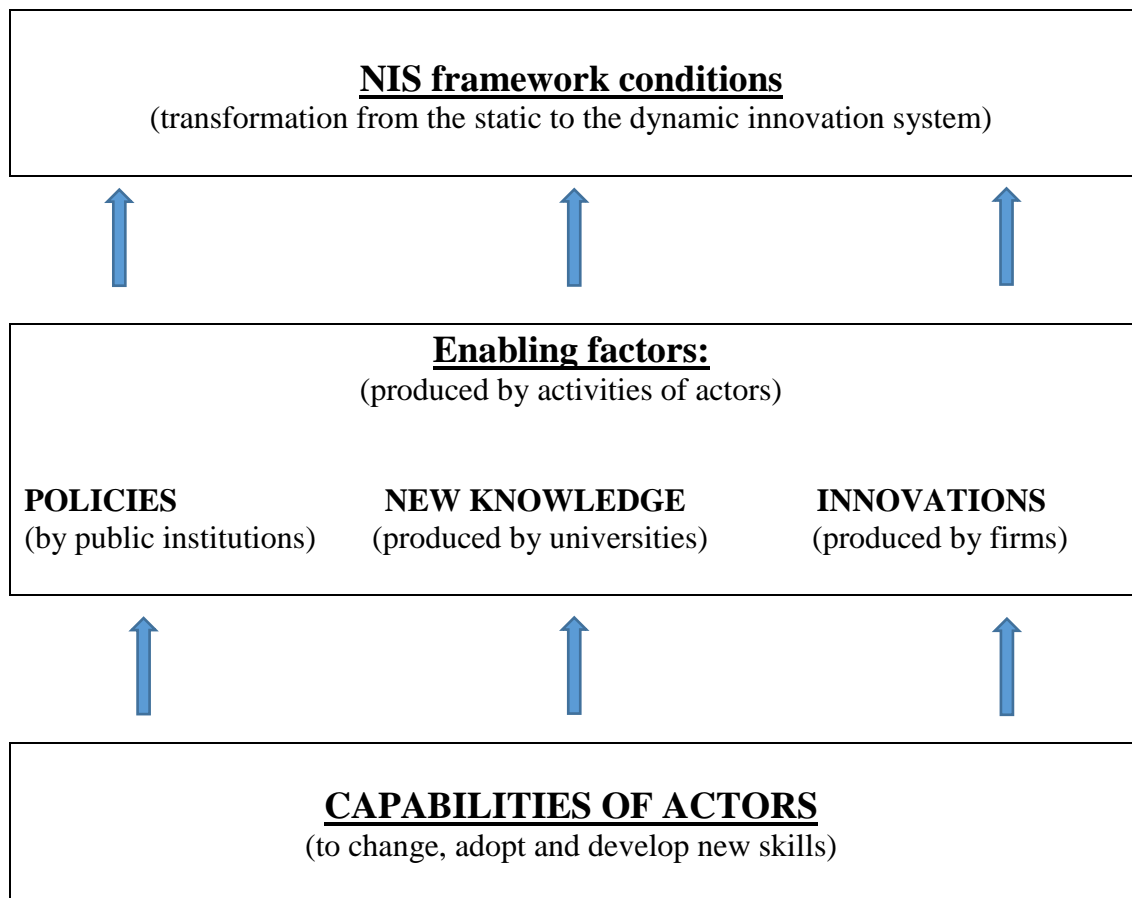 NIS framework conditions
(transformation from the static to the dynamic innovation system)
Enabling factors:
(produced by activities of actors)
POLICIES NEW KNOWLEDGE INNOVATIONS
(by public institutions) (produced by universities) (produced by firms)
CAPABILITIES OF ACTORS
(to change, adopt and develop new skills)